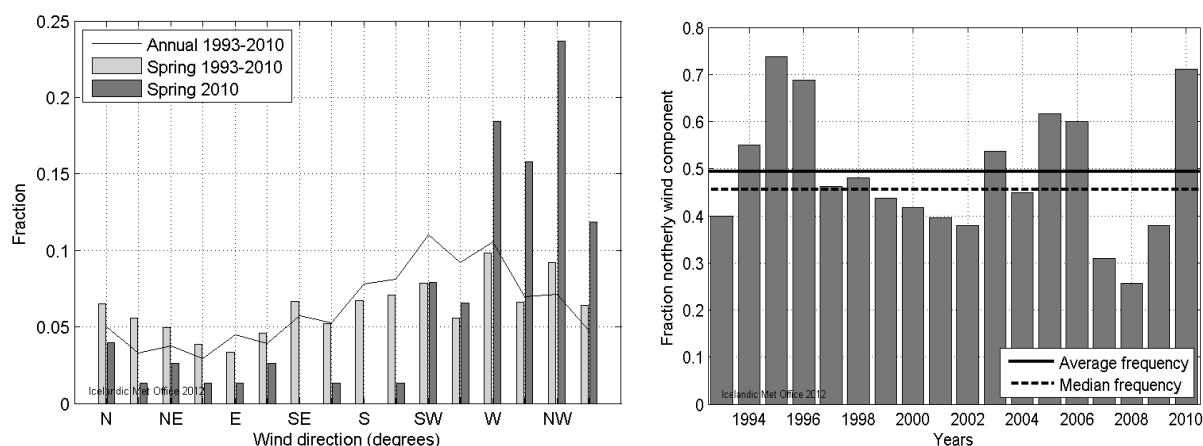 0.25
0.2
0.15
0.1
0.05
0
Fraction
Annual 1993-2010
Spring 1993-2010
Spring 2010
Icelandic Met Office 2012
N NE E SE S SW W NW
Wind direction (degrees)
0.8
0.7
0.6
0.5
0.4
0.3
0.2
0.1
0
Fraction northerly wind component
Average frequency
Median frequency
Icelandic Met Office 2012
1994 1996 1998 2000 2002 2004 2006 2008 2010
Years